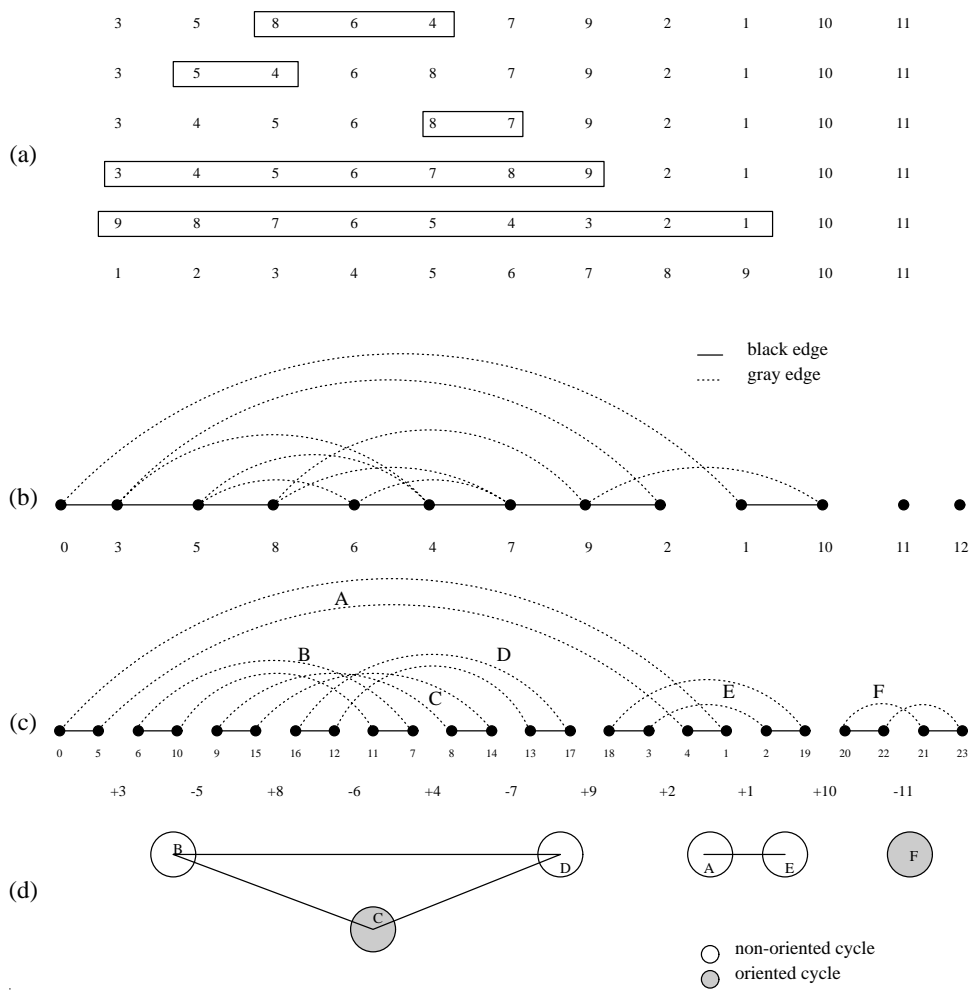 3 5 8 6 4 7 9 2 1 10 11
3 5 4 6 8 7 9 2 1 10 11
3 4 5 6 8 7 9 2 1 10 11
(a)
3 4 5 6 7 8 9 2 1 10 11
9 8 7 6 5 4 3 2 1 10 11
1 2 3 4 5 6 7 8 9 10 11
black edge
gray edge
(b)
0 3 5 8 6 4 7 9 2 1 10 11 12
A
B D
C E F
(c)
0 5 6 10 9 15 16 12 11 7 8 14 13 17 18 3 4 1 2 19 20 22 21 23
+3 -5 +8 -6 +4 -7 +9 +2 +1 +10 -11
B D A E F
(d)
C
non-oriented cycle
oriented cycle